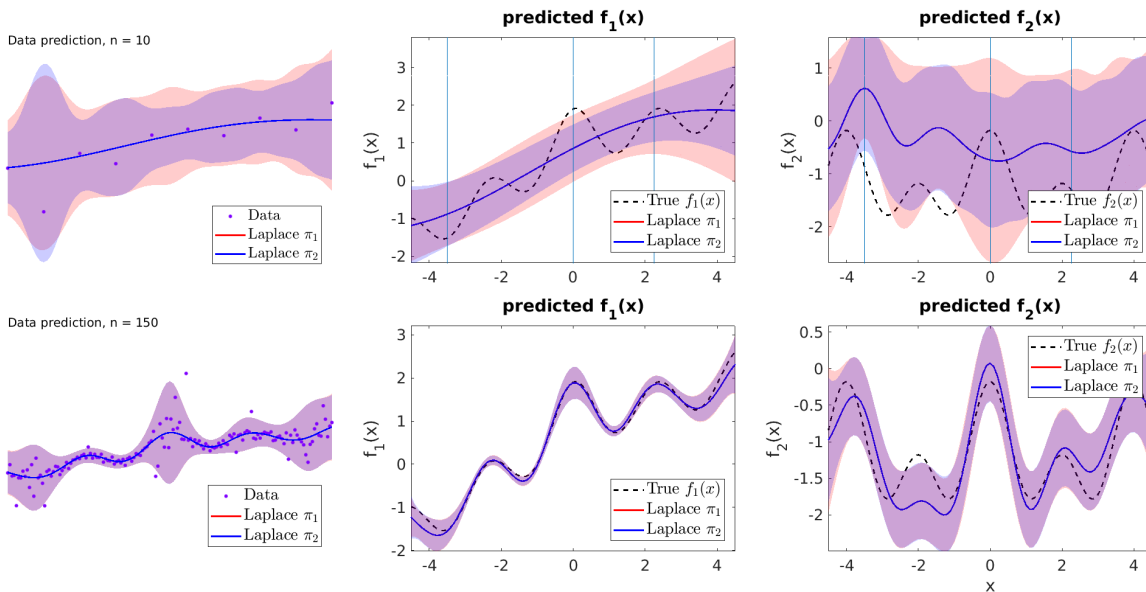 Data prediction, n = 10
Data
Laplace π₁
Laplace π₂
predicted f₁(x)
f₁(x)
3
2
1
0
-1
-2
-4
-2
0
2
4
True f₁(x)
Laplace π₁
Laplace π₂
predicted f₂(x)
f₂(x)
1
0
-1
-2
-4
-2
0
2
4
True f₂(x)
Laplace π₁
Laplace π₂
Data prediction, n = 150
Data
Laplace π₁
Laplace π₂
predicted f₁(x)
f₁(x)
3
2
1
0
-1
-2
-4
-2
0
2
4
True f₁(x)
Laplace π₁
Laplace π₂
predicted f₂(x)
f₂(x)
0.5
0
-0.5
-1
-1.5
-2
-4
-2
0
2
4
x
True f₂(x)
Laplace π₁
Laplace π₂